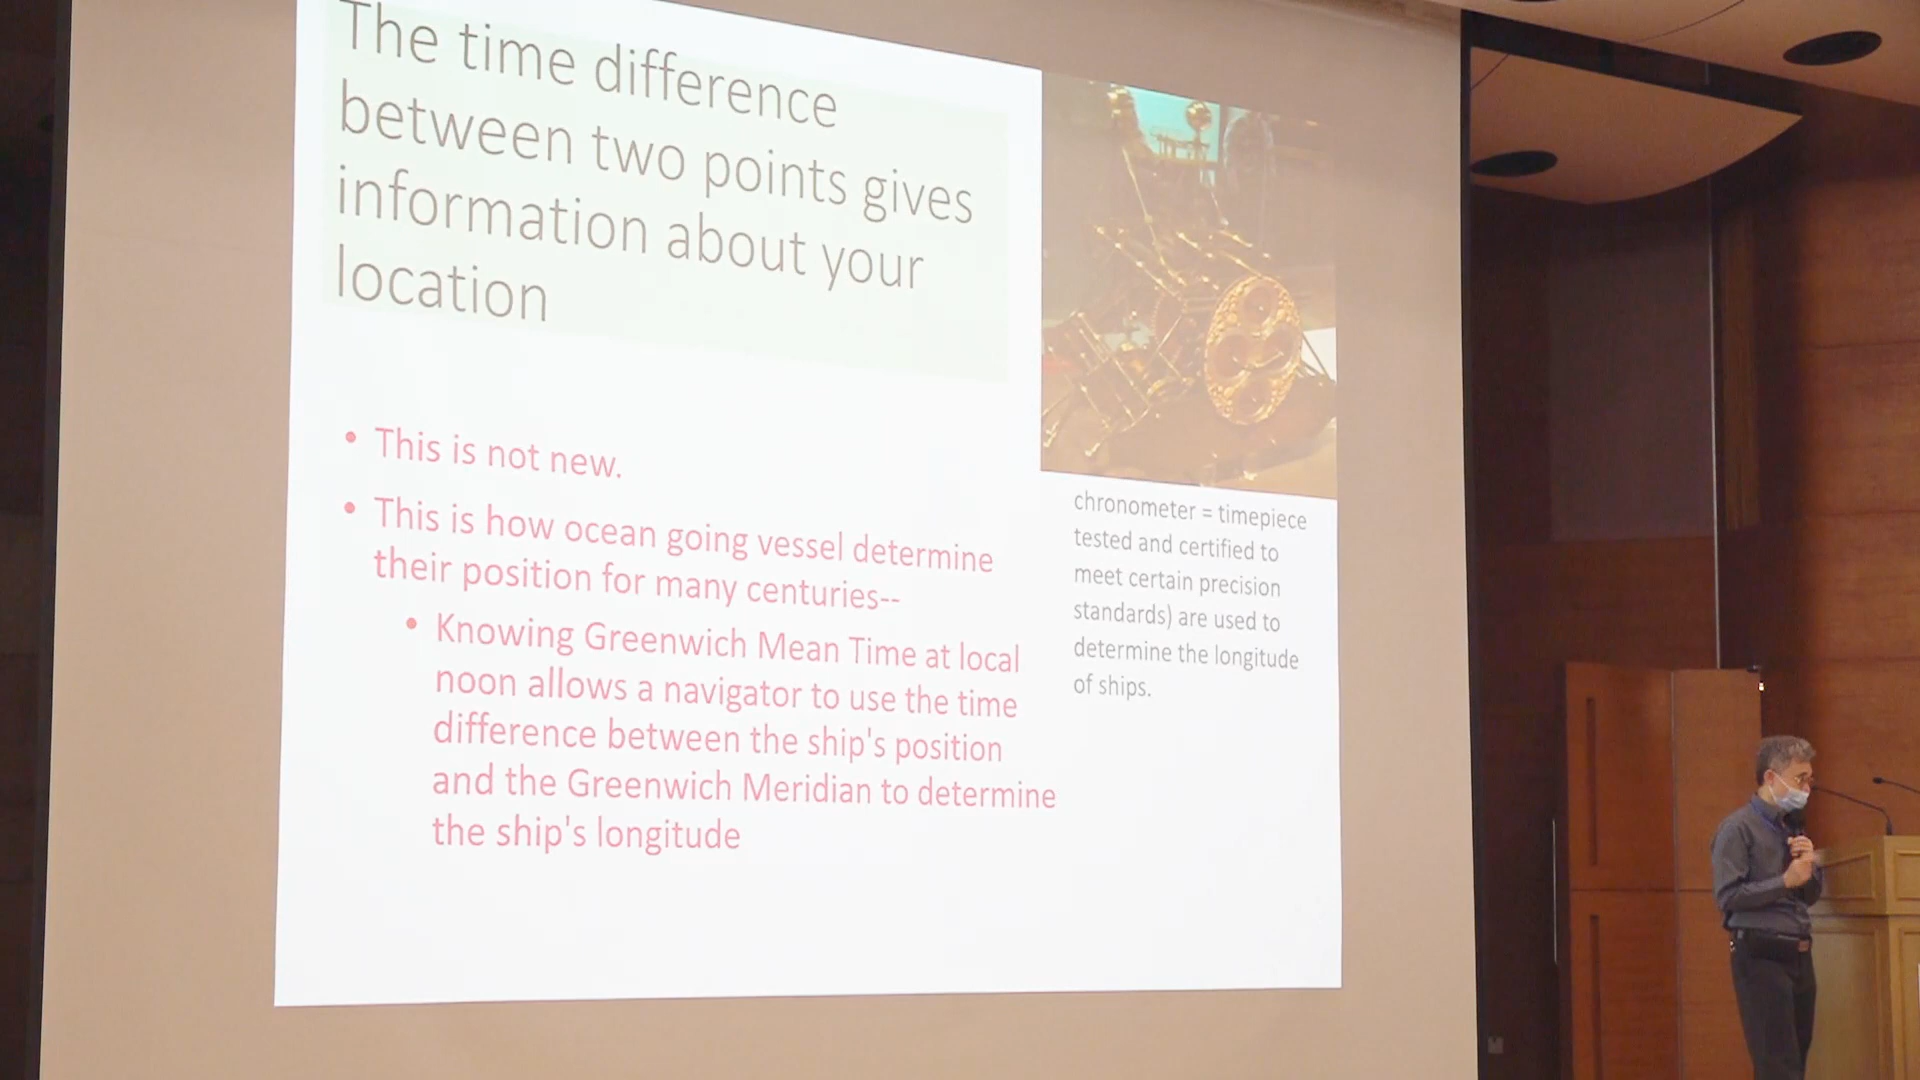 The time difference
between two points gives
information about your
location
• This is not new.
• This is how ocean going vessel determine
their position for many centuries--
• Knowing Greenwich Mean Time at local
noon allows a navigator to use the time
difference between the ship's position
and the Greenwich Meridian to determine
the ship's longitude
chronometer = timepiece
tested and certified to
meet certain precision
standards) are used to
determine the longitude
of ships.